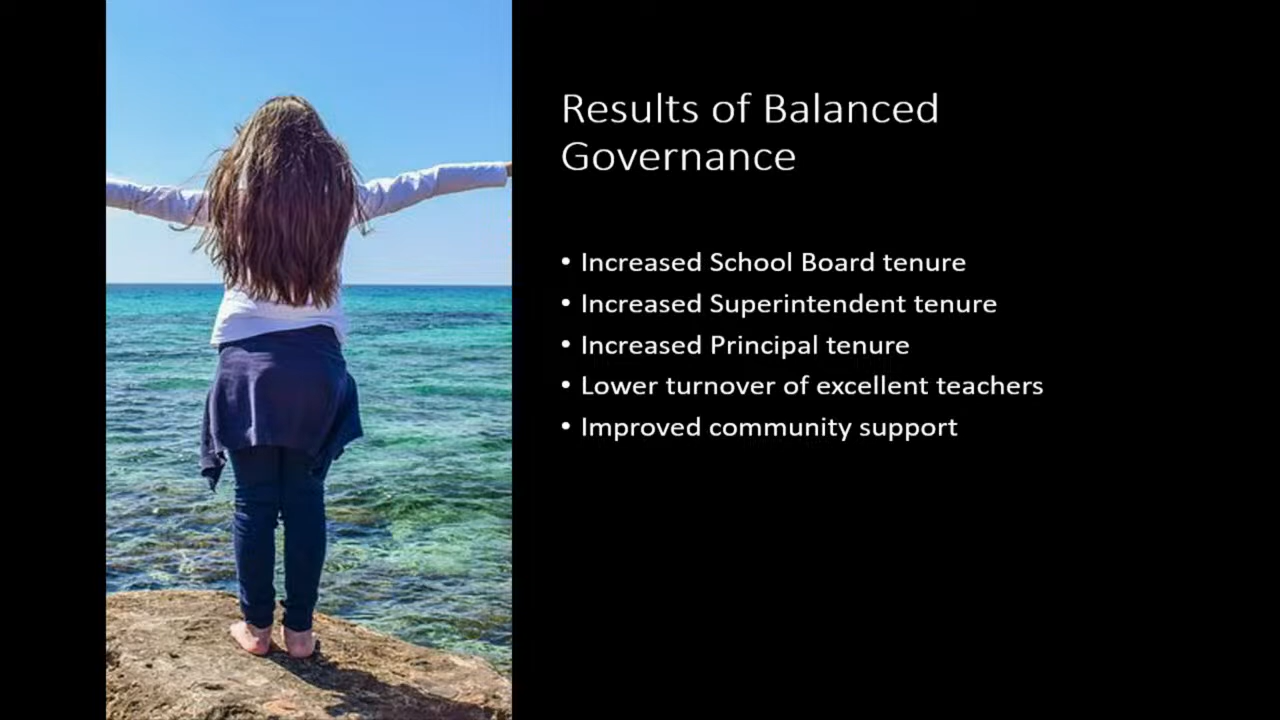 Results of Balanced
Governance
• Increased School Board tenure
• Increased Superintendent tenure
• Increased Principal tenure
• Lower turnover of excellent teachers
• Improved community support